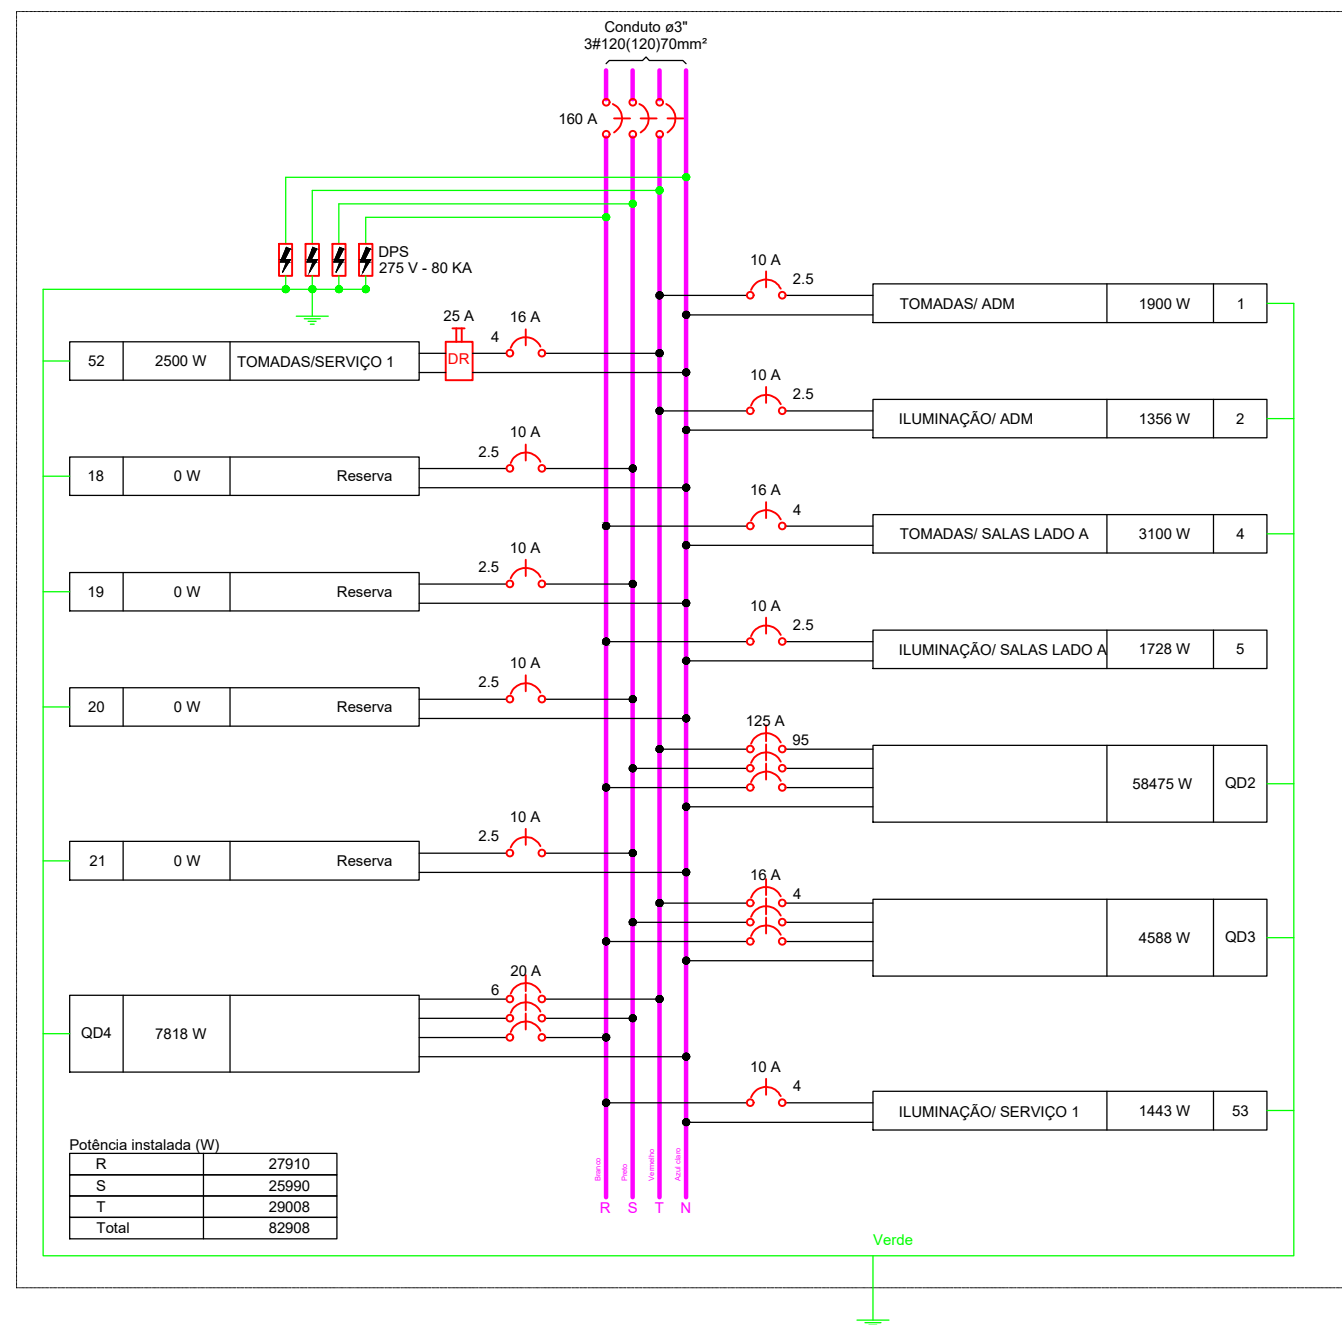 Conduto ø3"
3#120(120)70mm²
160 A
DPS
275 V - 80 KA
10 A
2.5
TOMADAS/ ADM 1900 W 1
25 A
16 A
4
DR
52 2500 W TOMADAS/SERVIÇO 1
10 A
2.5
ILUMINAÇÃO/ ADM 1356 W 2
10 A
2.5
18 0 W Reserva
16 A
4
TOMADAS/ SALAS LADO A 3100 W 4
10 A
2.5
19 0 W Reserva
10 A
2.5
ILUMINAÇÃO/ SALAS LADO A 1728 W 5
10 A
2.5
20 0 W Reserva
125 A
95
58475 W QD2
10 A
2.5
21 0 W Reserva
16 A
4
4588 W QD3
20 A
6
QD4 7818 W
10 A
4
ILUMINAÇÃO/ SERVIÇO 1 1443 W 53
Potência instalada (W)
R 27910
S 25990
T 29008
Total 82908
Branco
Preto
Vermelho
Azul claro
R S T N
Verde